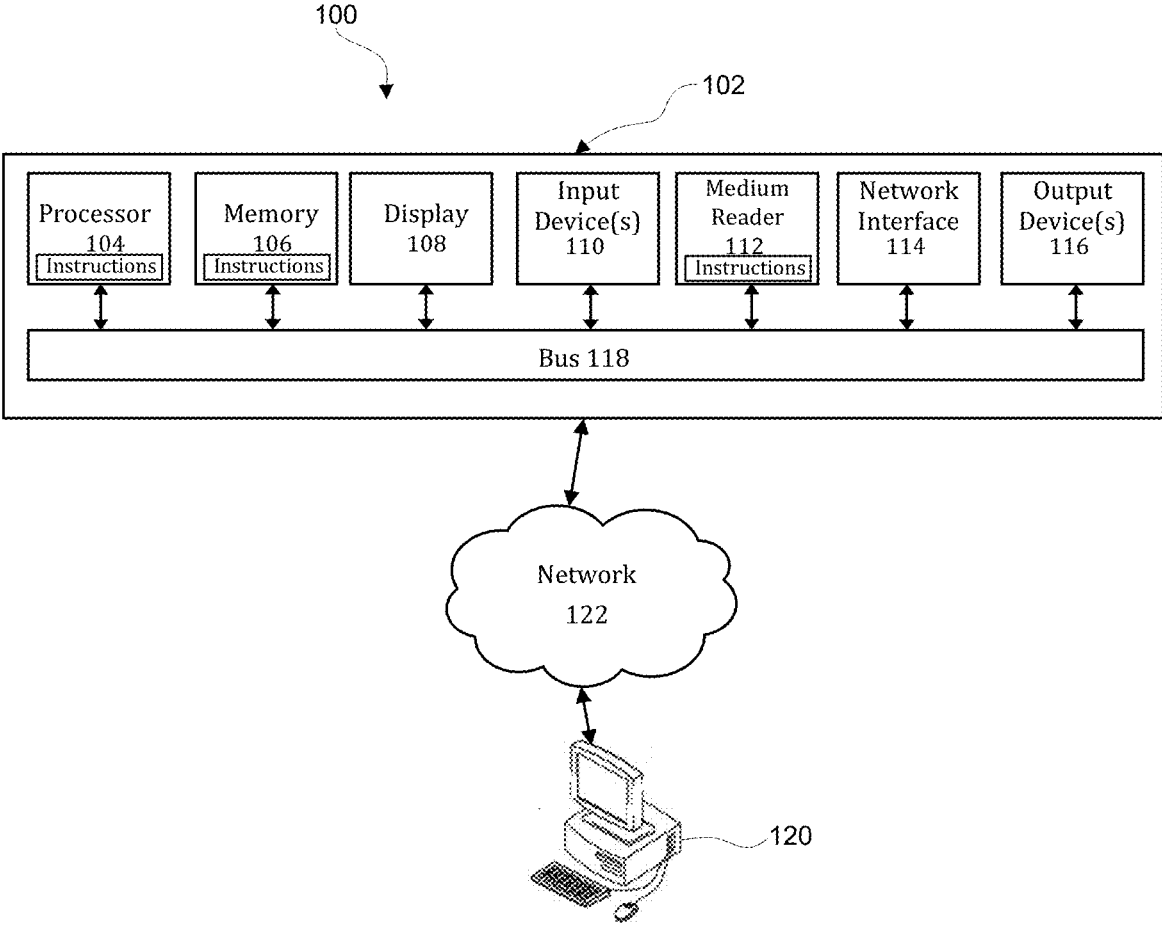 100
102
Processor
104
Instructions
Memory
106
Instructions
Display
108
Input
Device(s)
110
Medium
Reader
112
Instructions
Network
Interface
114
Output
Device(s)
116
Bus 118
Network
122
120